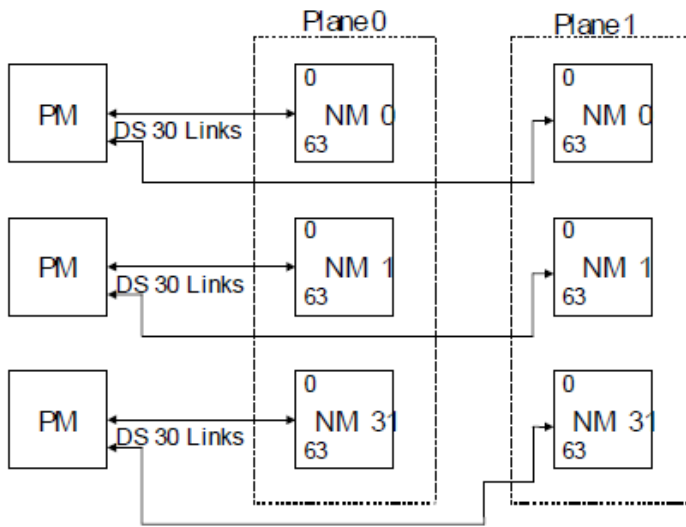 Plane 0 Plane 1
0 0
PM NM 0 NM 0
DS 30 Links
63 63
0 0
PM NM 1 NM 1
DS 30 Links
63 63
0 0
PM NM 31 NM 31
DS 30 Links
63 63